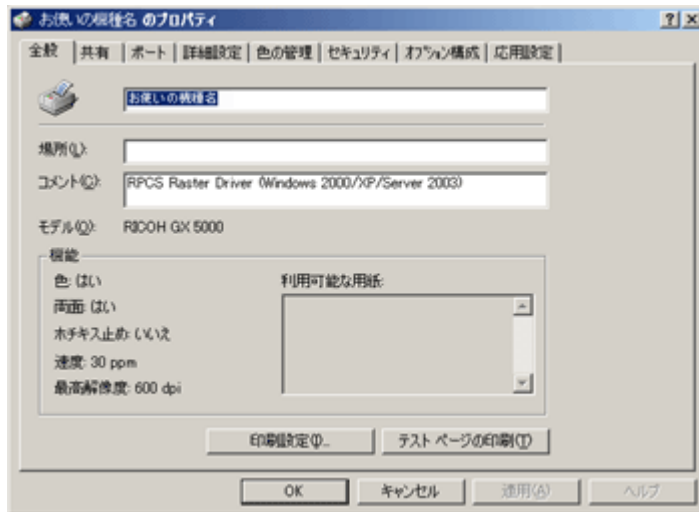 お使いの機種名 のプロパティ
全般 共有 ポート 詳細設定 色の管理 セキュリティ オプション構成 応用設定
お使いの機種名
場所(L):
コメント(C): RPCS Raster Driver (Windows 2000/XP/Server 2003)
モデル(O): RICOH GX 5000
機能
色: はい 利用可能な用紙:
両面: はい
ホチキス止め: いいえ
速度: 30 ppm
最高解像度: 600 dpi
印刷設定(I)... テスト ページの印刷(T)
OK キャンセル 適用(A) ヘルプ